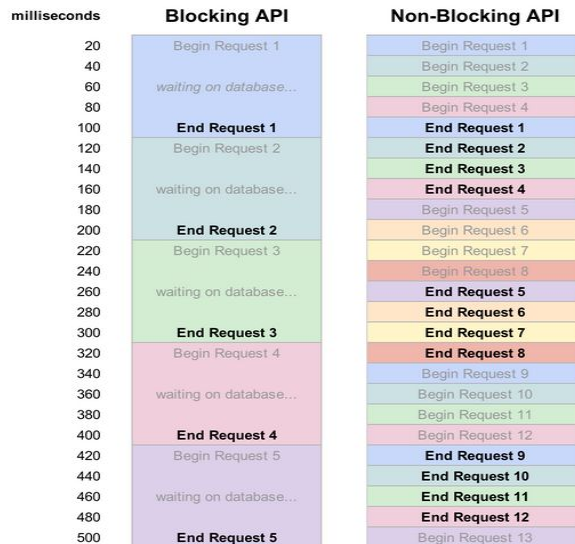 milliseconds Blocking API Non-Blocking API
20 Begin Request 1 Begin Request 1
40 Begin Request 2
60 waiting on database... Begin Request 3
80 Begin Request 4
100 End Request 1 End Request 1
120 Begin Request 2 End Request 2
140 End Request 3
160 waiting on database... End Request 4
180 Begin Request 5
200 End Request 2 Begin Request 6
220 Begin Request 3 Begin Request 7
240 Begin Request 8
260 waiting on database... End Request 5
280 End Request 6
300 End Request 3 End Request 7
320 Begin Request 4 End Request 8
340 Begin Request 9
360 waiting on database... Begin Request 10
380 Begin Request 11
400 End Request 4 Begin Request 12
420 Begin Request 5 End Request 9
440 End Request 10
460 waiting on database... End Request 11
480 End Request 12
500 End Request 5 Begin Request 13